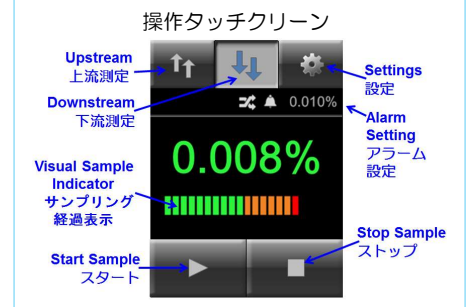 操作タッチクリーン
Upstream
上流測定
Downstream
下流測定
Settings
設定
0.010%
Alarm
Setting
アラーム
設定
0.008%
Visual Sample
Indicator
サンプリング
経過表示
Start Sample
スタート
Stop Sample
ストップ